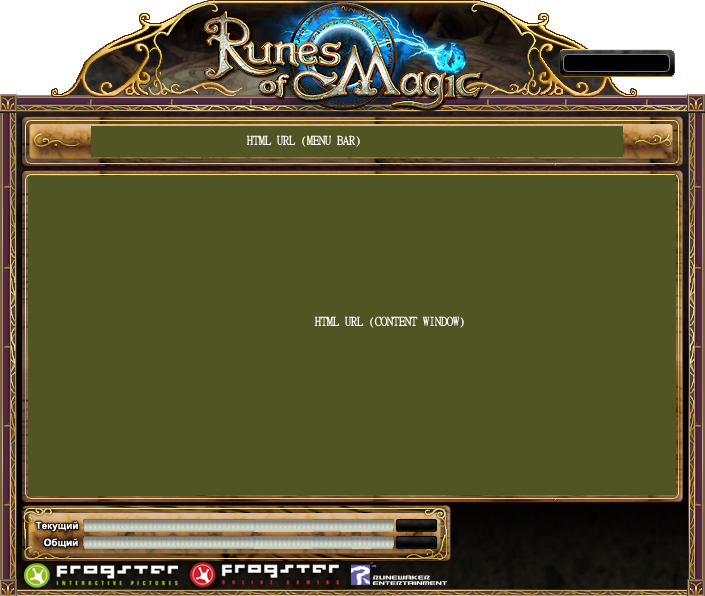 Runes
of Magic
HTML URL (MENU BAR)
HTML URL (CONTENT WINDOW)
Текущий
Общий
FROGSTER
INTERACTIVE PICTURES
FROGSTER
ONLINE GAMING
RUNEWAKER
ENTERTAINMENT